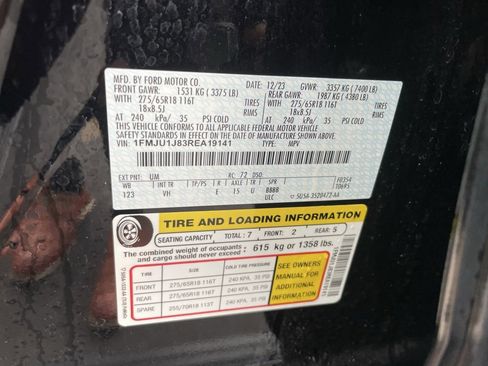 MFD. BY FORD MOTOR CO.
12/23 GVWR: 3357 KG (7400 LB)
FRONT GAWR: 1531 KG (3375 LB) REAR GAWR: 1987 KG (4380 LB)
WITH 275/65R18 116T WITH 275/65R18 116T
18x8.5J 18x8.5J
AT 240 kPa/ 35 PSI COLD AT 240 kPa/ 35 PSI COLD
THIS VEHICLE CONFORMS TO ALL APPLICABLE FEDERAL MOTOR VEHICLE
SAFETY STANDARDS IN EFFECT ON THE DATE OF MANUFACTURE SHOWN ABOVE.
VIN: 1FMJU1J83REA19141 TYPE: MPV
EXT PNT: UM RC: 72 DSO:
WB INT TR R AXLE TR SPR F0354
123 VH E 15 U BBBB T0695
ULC 5U5A-3520472-AA
TIRE AND LOADING INFORMATION
SEATING CAPACITY TOTAL: 7 FRONT: 2 REAR: 5
The combined weight of occupants and cargo should never exceed: 615 kg or 1358 lbs.
TIRE SIZE COLD TIRE PRESSURE
FRONT 275/65R18 116T 240 KPA, 35 PSI
REAR 275/65R18 116T 240 KPA, 35 PSI
SPARE 255/70R18 113T 240 KPA, 35 PSI
SEE OWNERS
MANUAL FOR
ADDITIONAL
INFORMATION